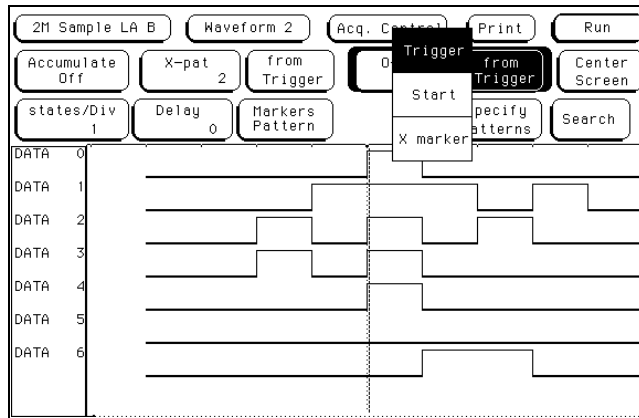 2M Sample LA B Waveform 2 Acq. Control Print Run
Accumulate Off X-pat 2 from Trigger O- from Trigger Center Screen
states/Div 1 Delay 0 Markers Pattern pecify atterns Search
Trigger
Start
X marker
DATA 0
DATA 1
DATA 2
DATA 3
DATA 4
DATA 5
DATA 6